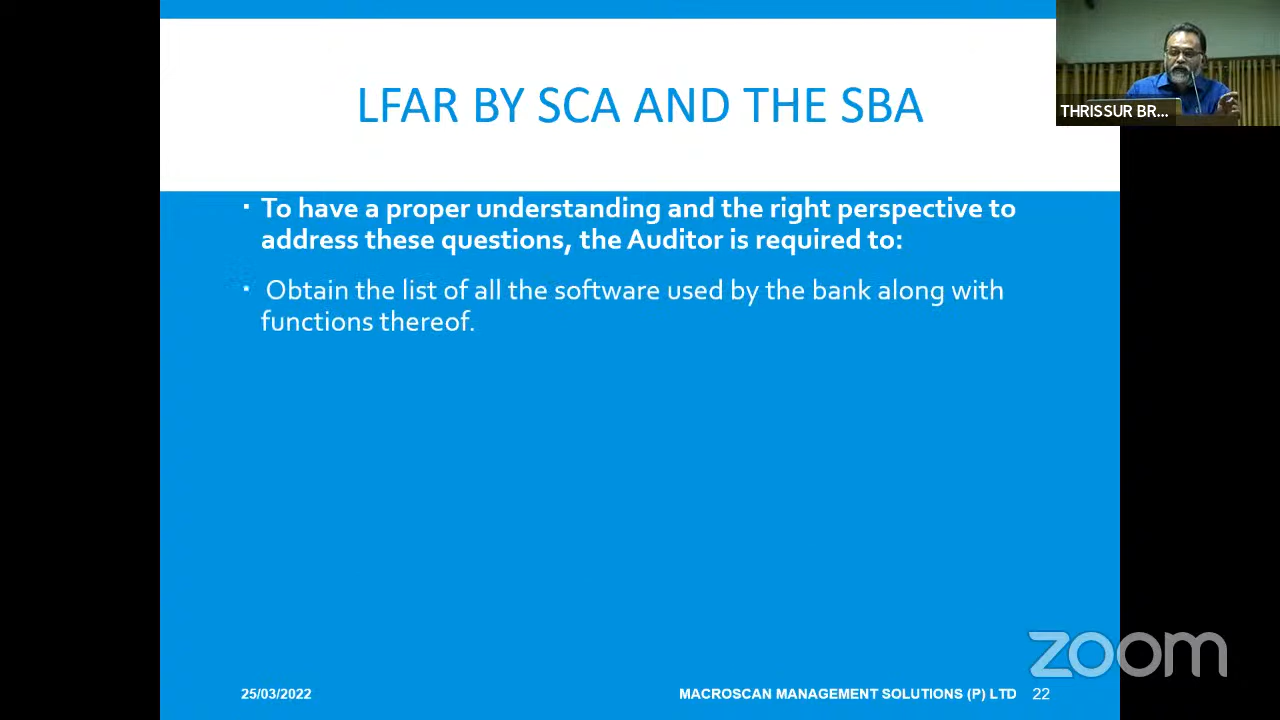 LFAR BY SCA AND THE SBA
THRISSUR BR...
▪ To have a proper understanding and the right perspective to
address these questions, the Auditor is required to:
▪ Obtain the list of all the software used by the bank along with
functions thereof.
zoom
25/03/2022
MACROSCAN MANAGEMENT SOLUTIONS (P) LTD 22